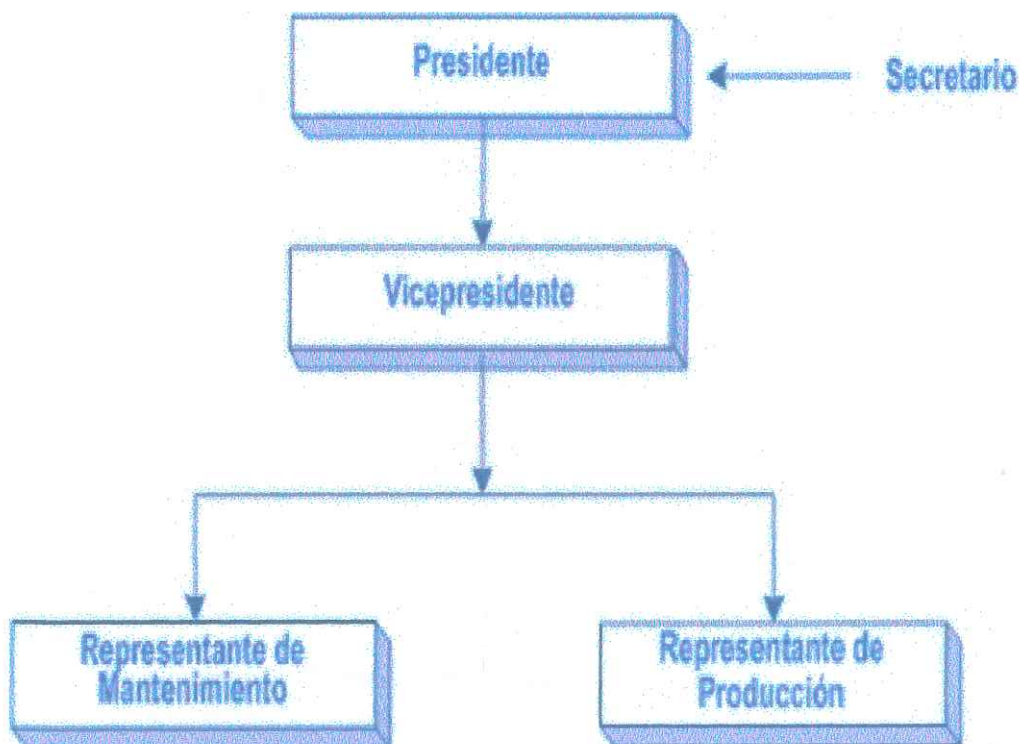 Presidente
Secretario
Vicepresidente
Representante de
Mantenimiento
Representante de
Producción